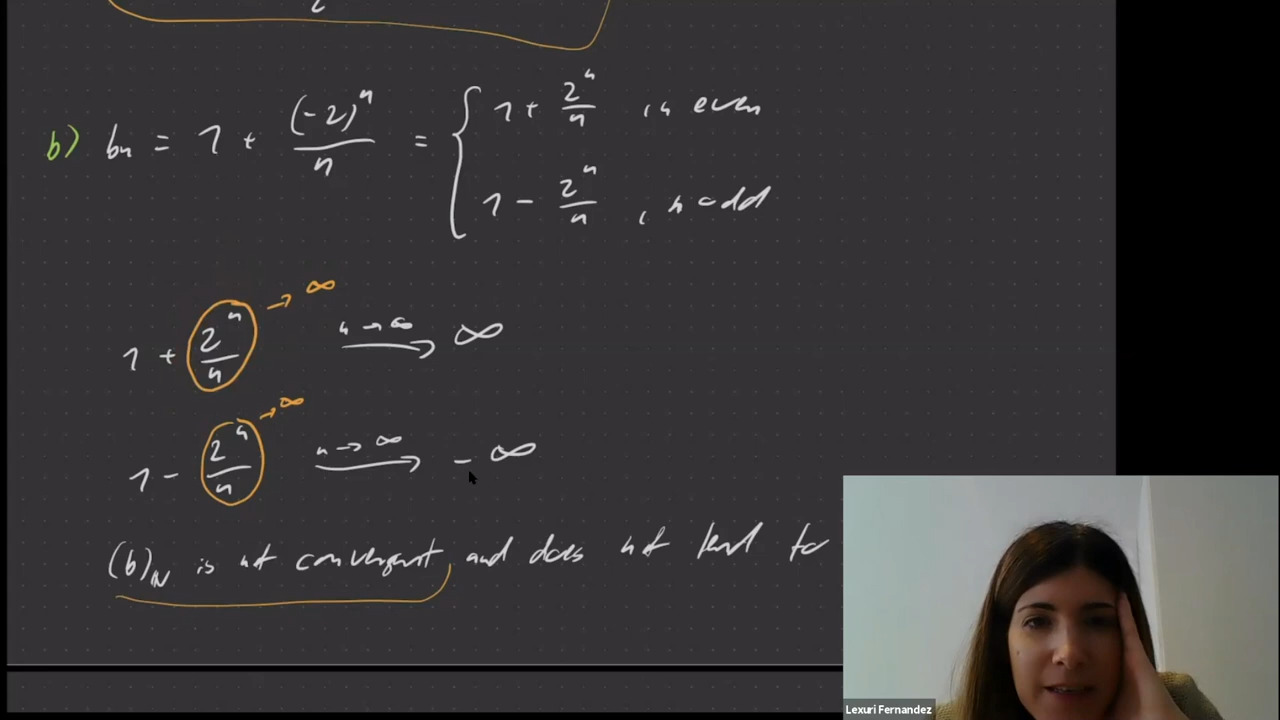 b) bn = 1 + (-2)^n / n = { 1 + 2^n / n , n even
1 - 2^n / n , n odd
1 + 2^n / n → ∞ n → ∞ ∞
1 - 2^n / n → ∞ n → ∞ - ∞
(b)ℕ is not convergent and does not tend to
Lexuri Fernandez